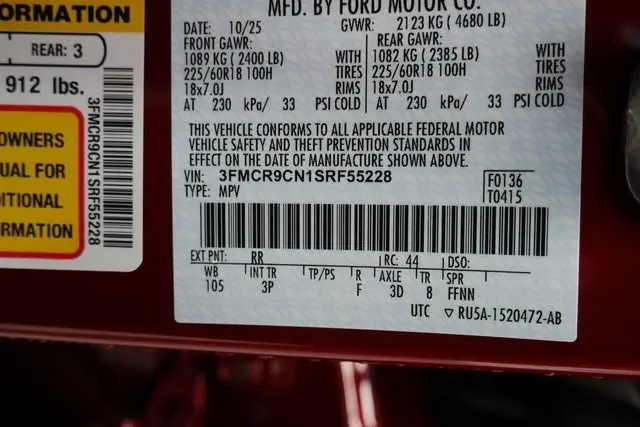 ORMATION
REAR: 3
912 lbs.
OWNERS
UAL FOR
ITIONAL
ORMATION
3FMCR9CN1SRF55228
MFD. BY FORD MOTOR CO.
DATE: 10/25 GVWR: 2123 KG ( 4680 LB)
FRONT GAWR: REAR GAWR:
1089 KG ( 2400 LB) WITH 1082 KG ( 2385 LB) WITH
225/60R18 100H TIRES 225/60R18 100H TIRES
18x7.0J RIMS 18x7.0J RIMS
AT 230 kPa/ 33 PSI COLD AT 230 kPa/ 33 PSI COLD
THIS VEHICLE CONFORMS TO ALL APPLICABLE FEDERAL MOTOR
VEHICLE SAFETY AND THEFT PREVENTION STANDARDS IN
EFFECT ON THE DATE OF MANUFACTURE SHOWN ABOVE.
VIN: 3FMCR9CN1SRF55228 F0136
TYPE: MPV T0415
EXT PNT: RR RC: 44 DSO:
WB INT TR TP/PS R AXLE TR SPR
105 3P F 3D 8 FFNN
UTC ▽ RU5A-1520472-AB